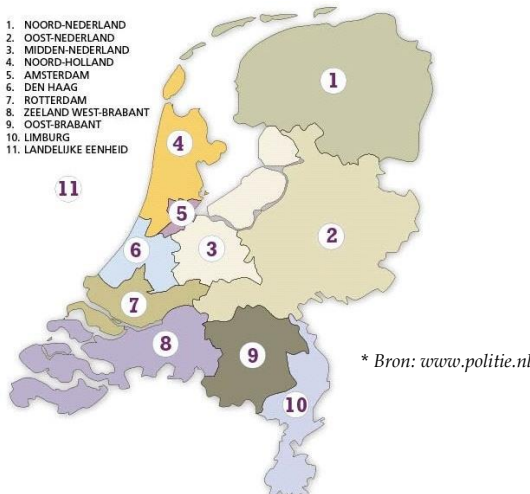 1. NOORD-NEDERLAND
2. OOST-NEDERLAND
3. MIDDEN-NEDERLAND
4. NOORD-HOLLAND
5. AMSTERDAM
6. DEN HAAG
7. ROTTERDAM
8. ZEELAND WEST-BRABANT
9. OOST-BRABANT
10. LIMBURG
11. LANDELIJKE EENHEID
1
4
11
5
2
6
3
7
8
9
* Bron: www.politie.nl
10